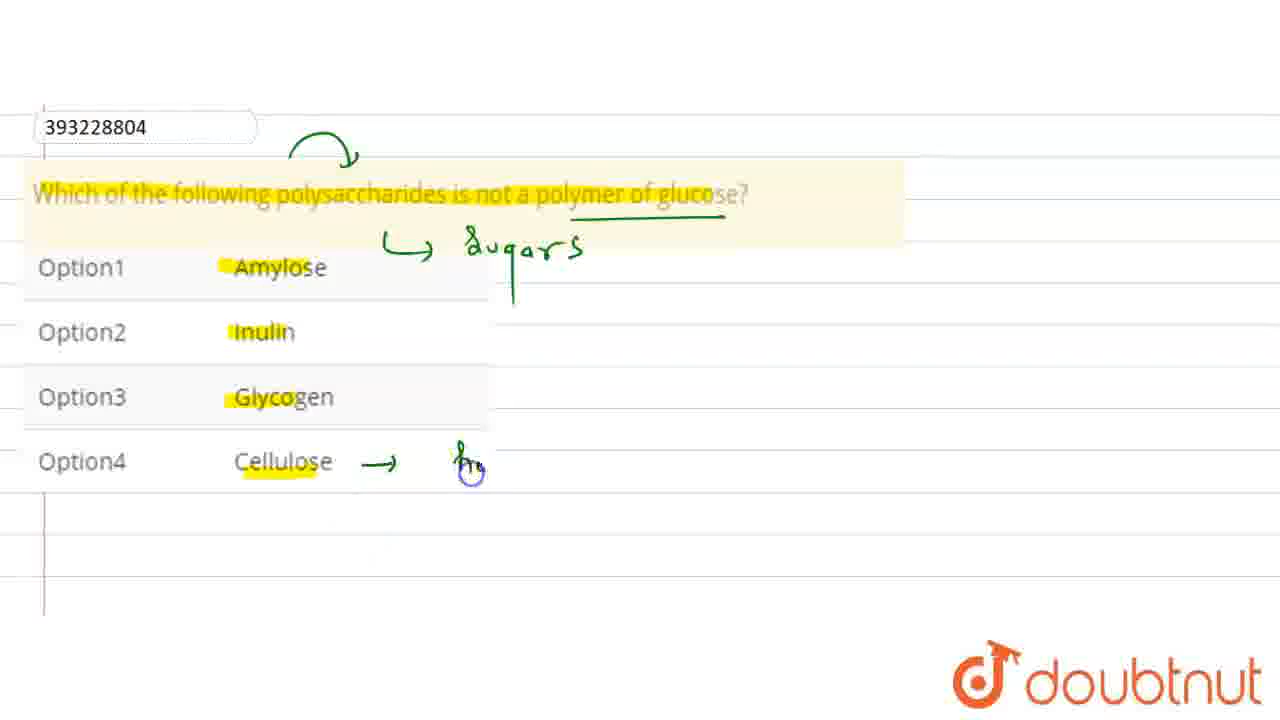 393228804
Which of the following polysaccharides is not a polymer of glucose?
sugars
Option1 Amylose
Option2 Inulin
Option3 Glycogen
Option4 Cellulose →
doubtnut